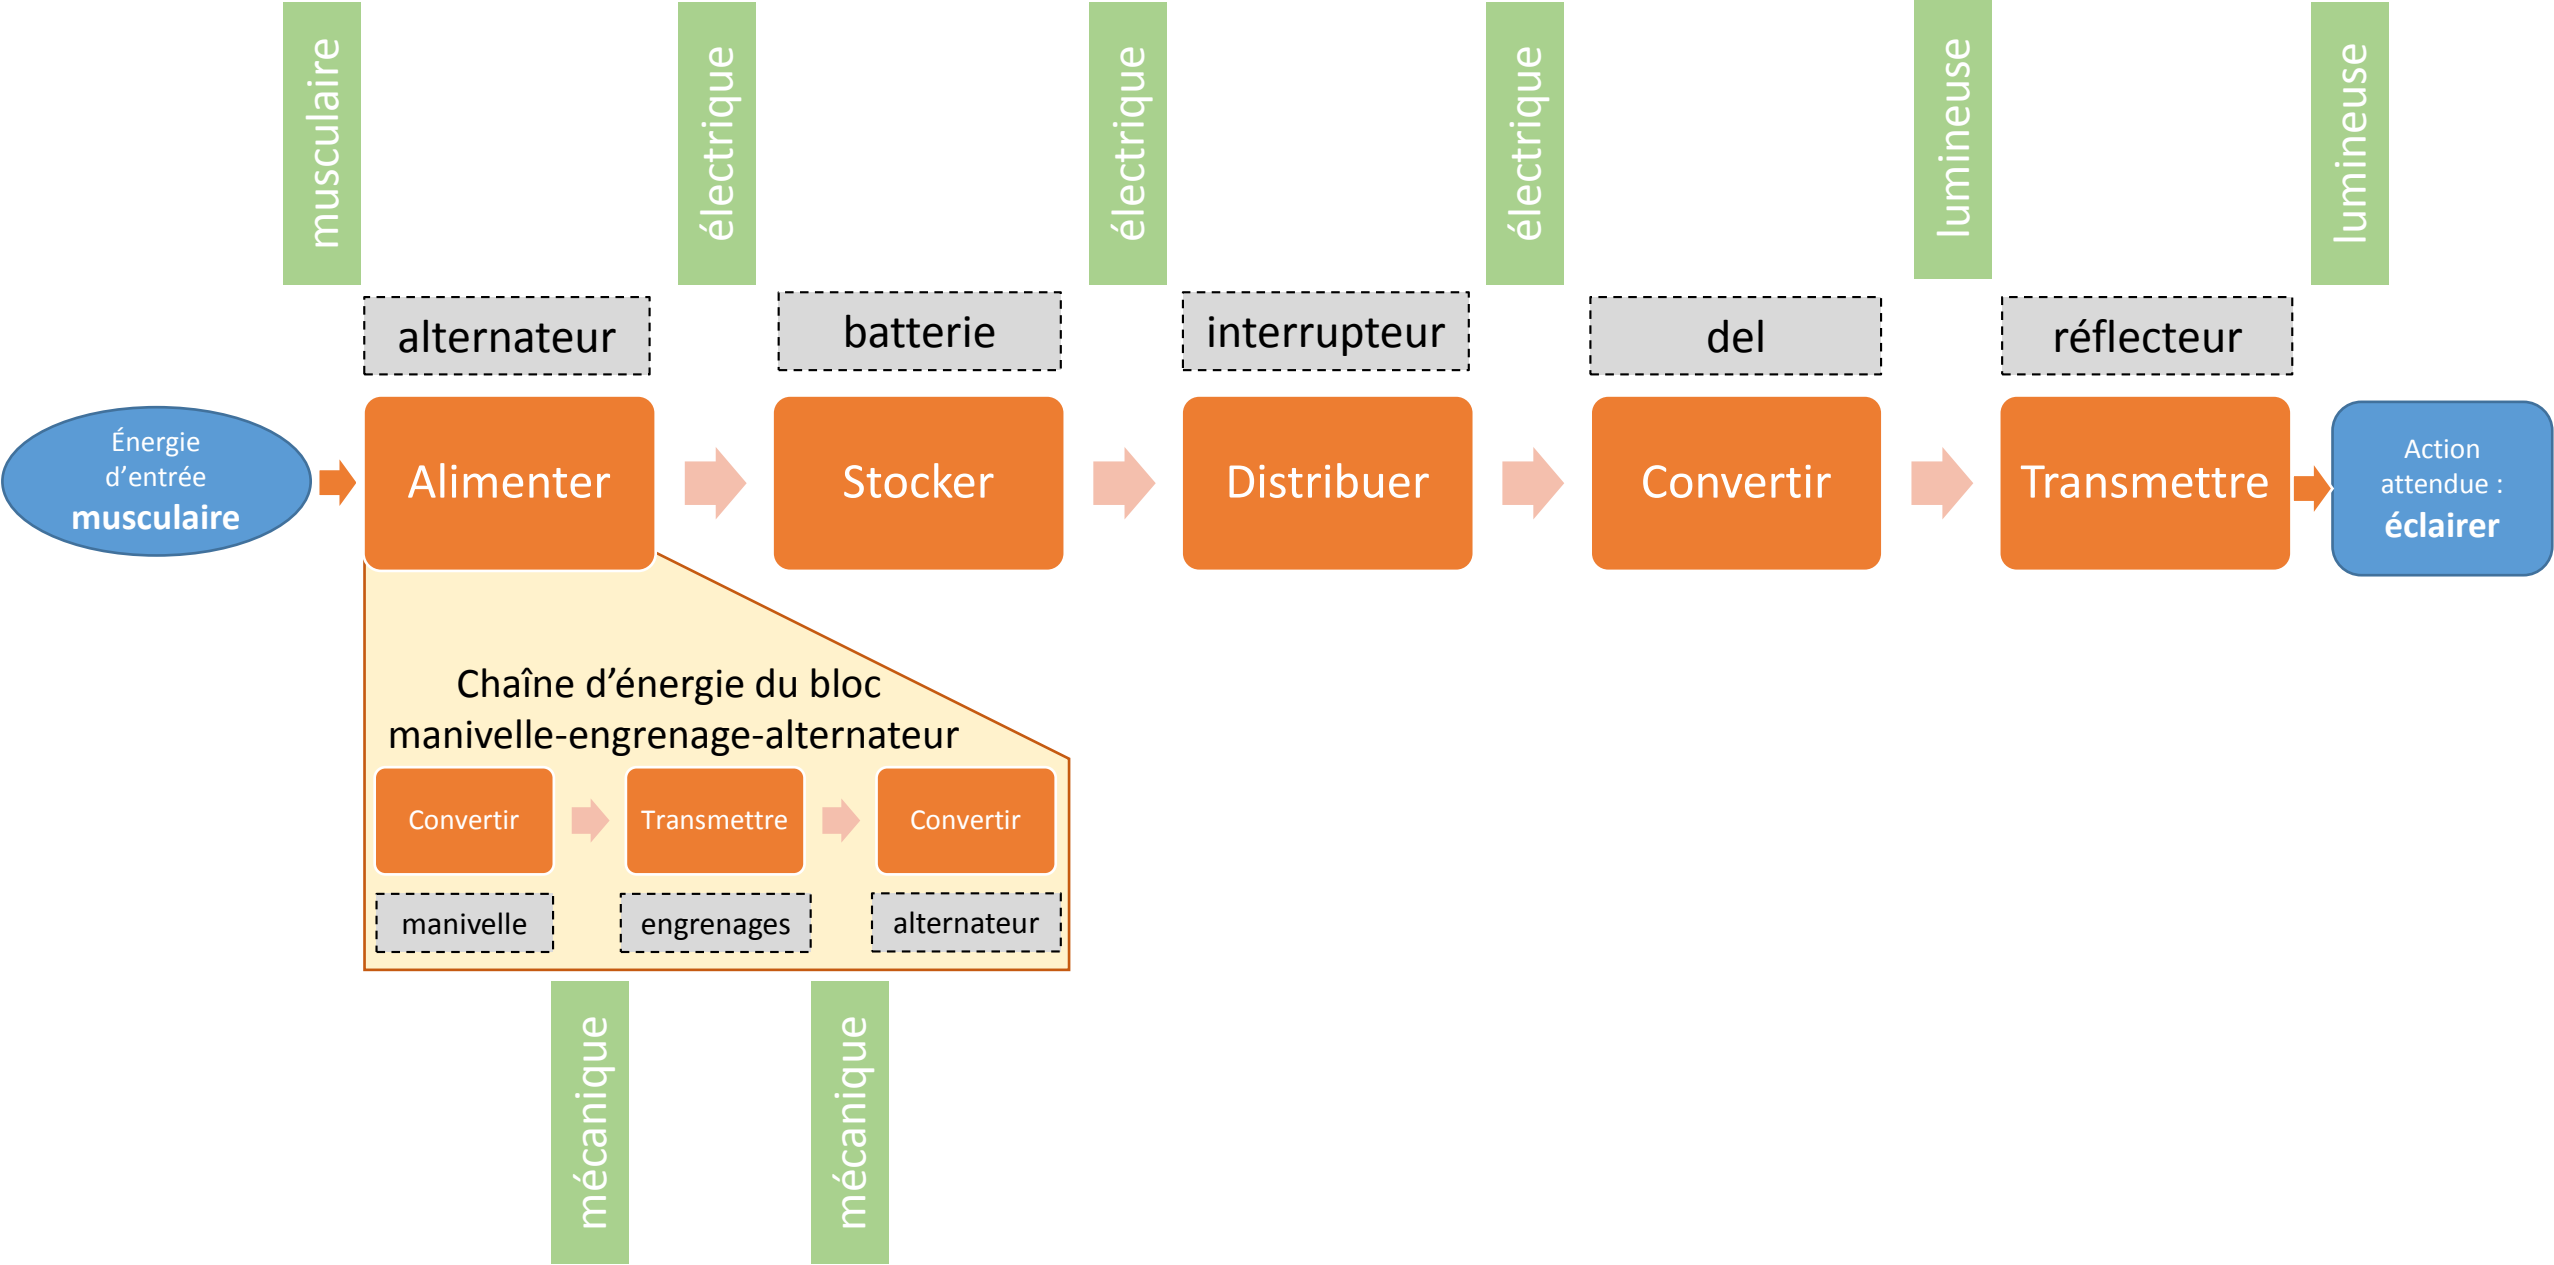 musculaire
électrique
électrique
électrique
lumineuse
lumineuse
alternateur
batterie
interrupteur
del
réflecteur
Énergie
d'entrée
musculaire
Alimenter
Stocker
Distribuer
Convertir
Transmettre
Action
attendue :
éclairer
Chaîne d'énergie du bloc
manivelle-engrenage-alternateur
Convertir
Transmettre
Convertir
manivelle
engrenages
alternateur
mécanique
mécanique